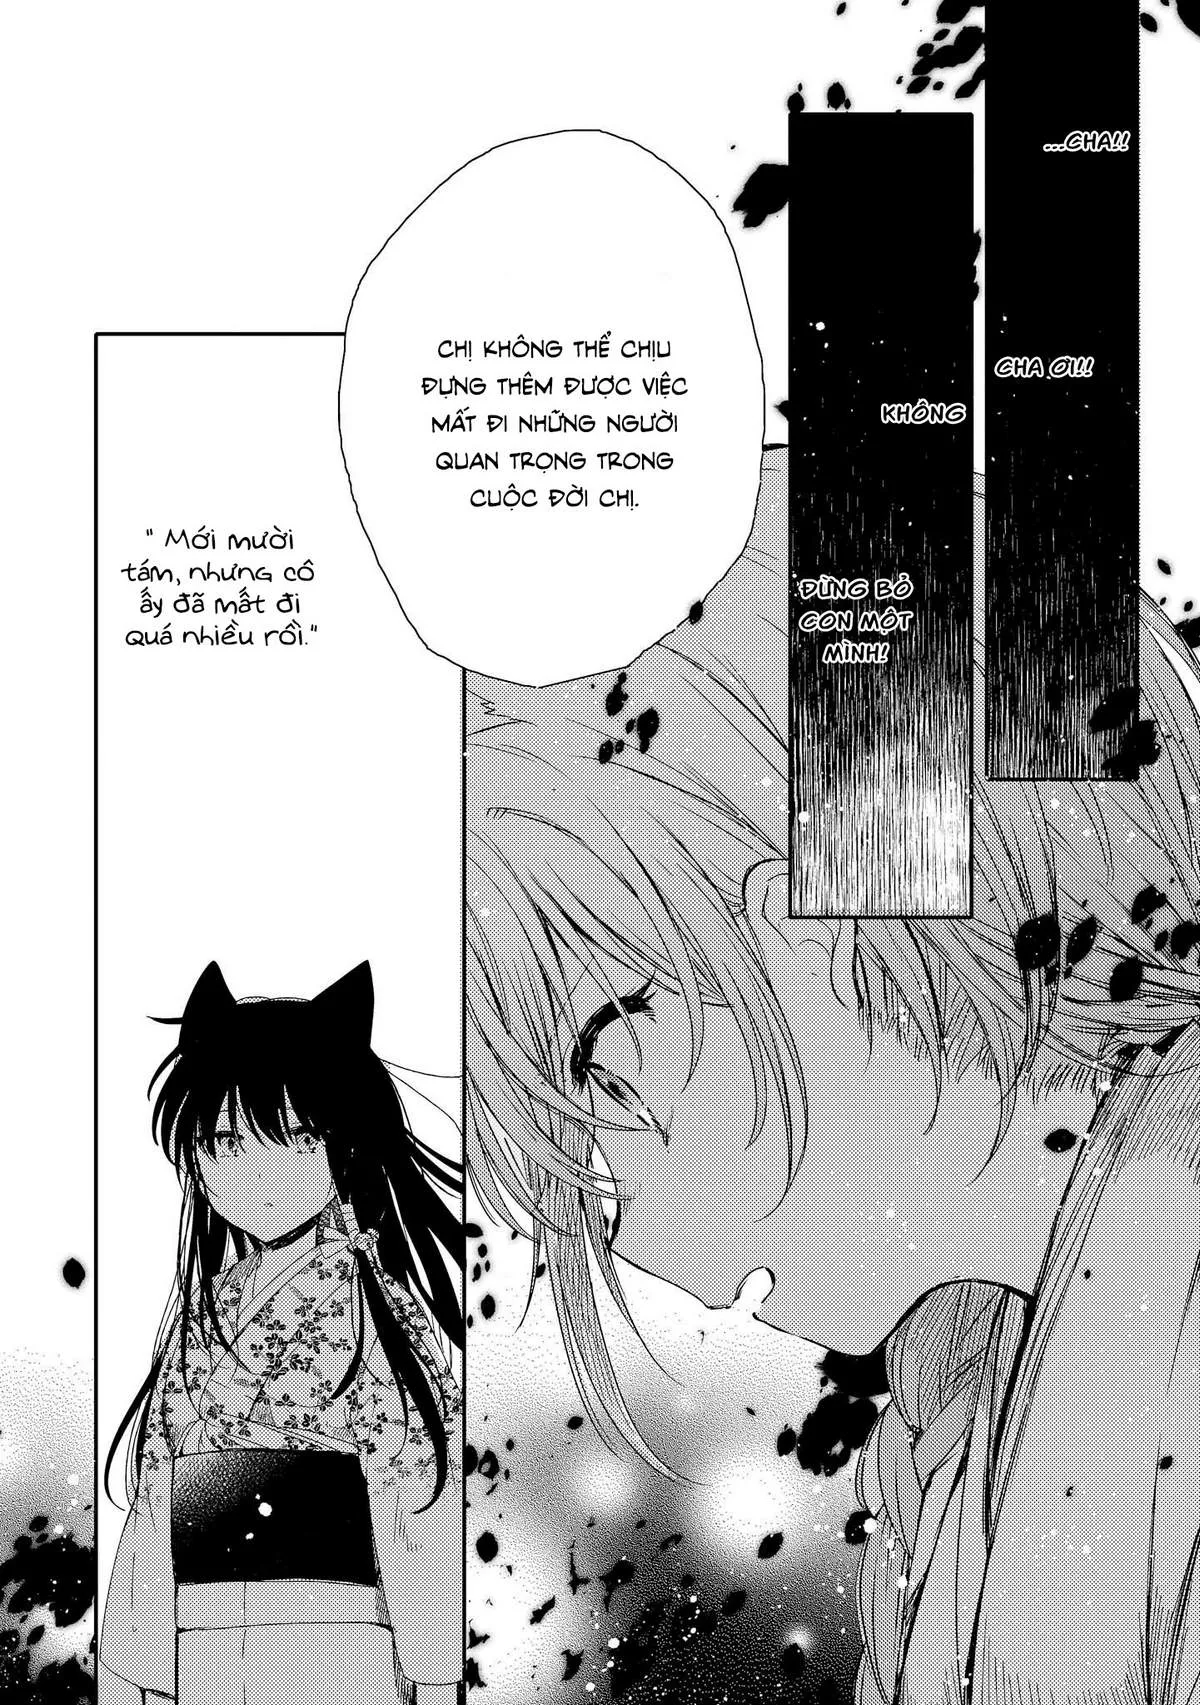 ...CHA!!
CHA ƠI!!
KHÔNG
ĐỪNG BỎ
CON MỘT
MÌNH!
CHỊ KHÔNG THỂ CHỊU
ĐỰNG THÊM ĐƯỢC VIỆC
MẤT ĐI NHỮNG NGƯỜI
QUAN TRỌNG TRONG
CUỘC ĐỜI CHỊ.
" Mới mười
tám, nhưng cô
ấy đã mất đi
quá nhiều rồi."